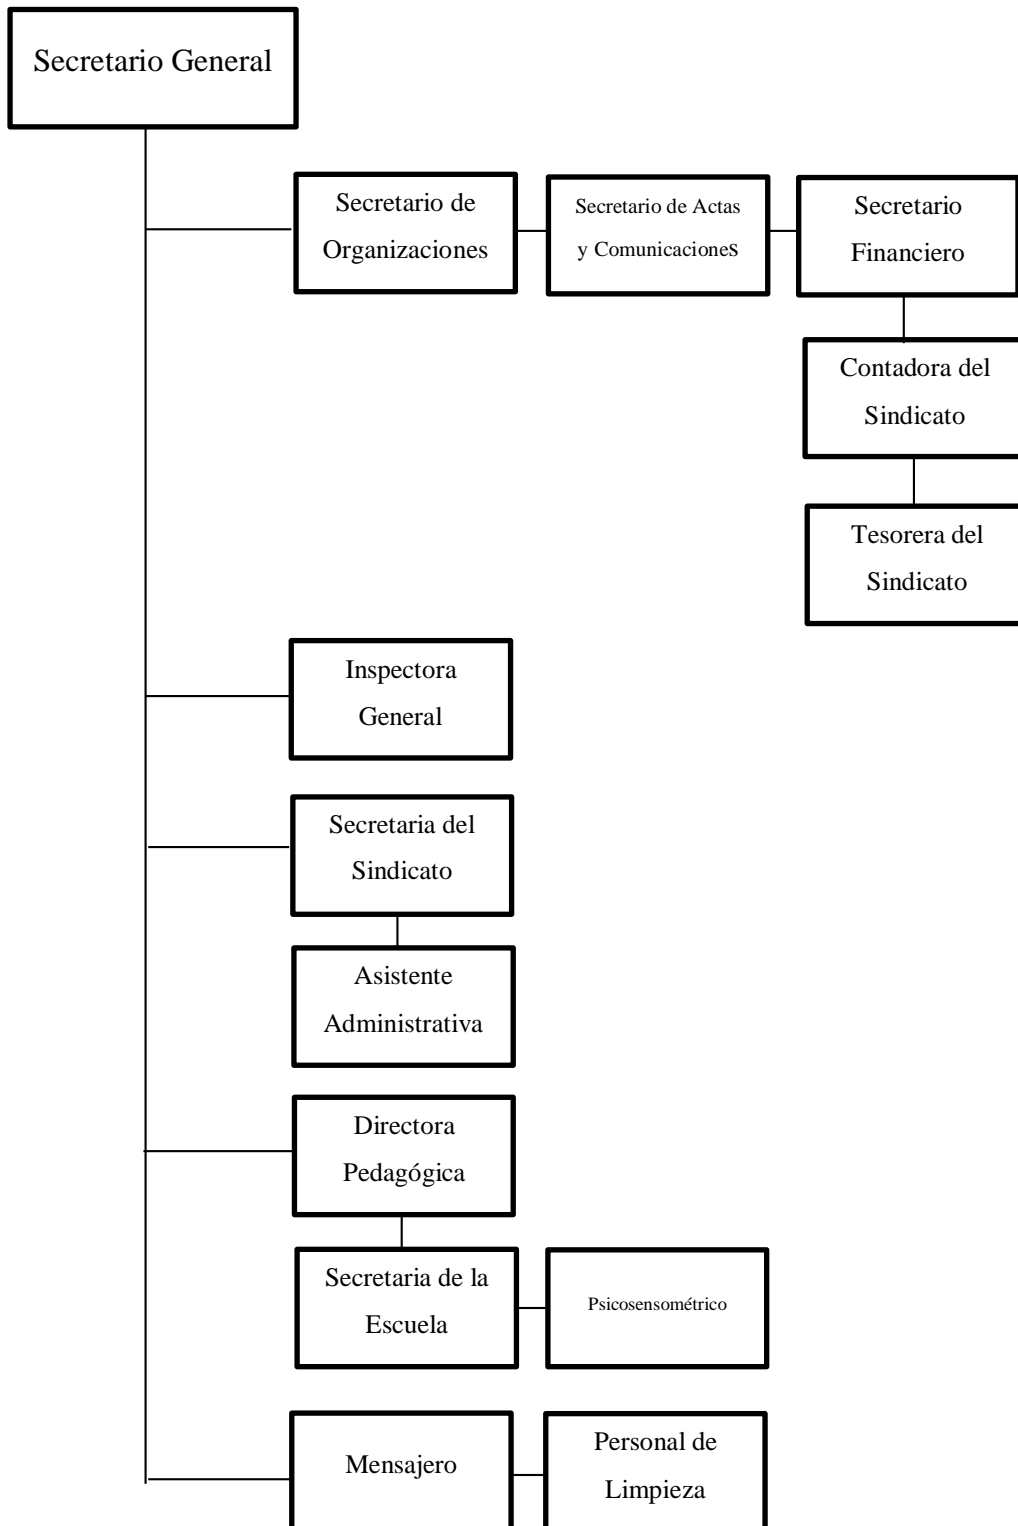 Secretario General
Secretario de
Organizaciones
Secretario de Actas
y Comunicaciones
Secretario
Financiero
Contadora del
Sindicato
Tesorera del
Sindicato
Inspectora
General
Secretaria del
Sindicato
Asistente
Administrativa
Directora
Pedagógica
Secretaria de la
Escuela
Psicosensométrico
Mensajero
Personal de
Limpieza